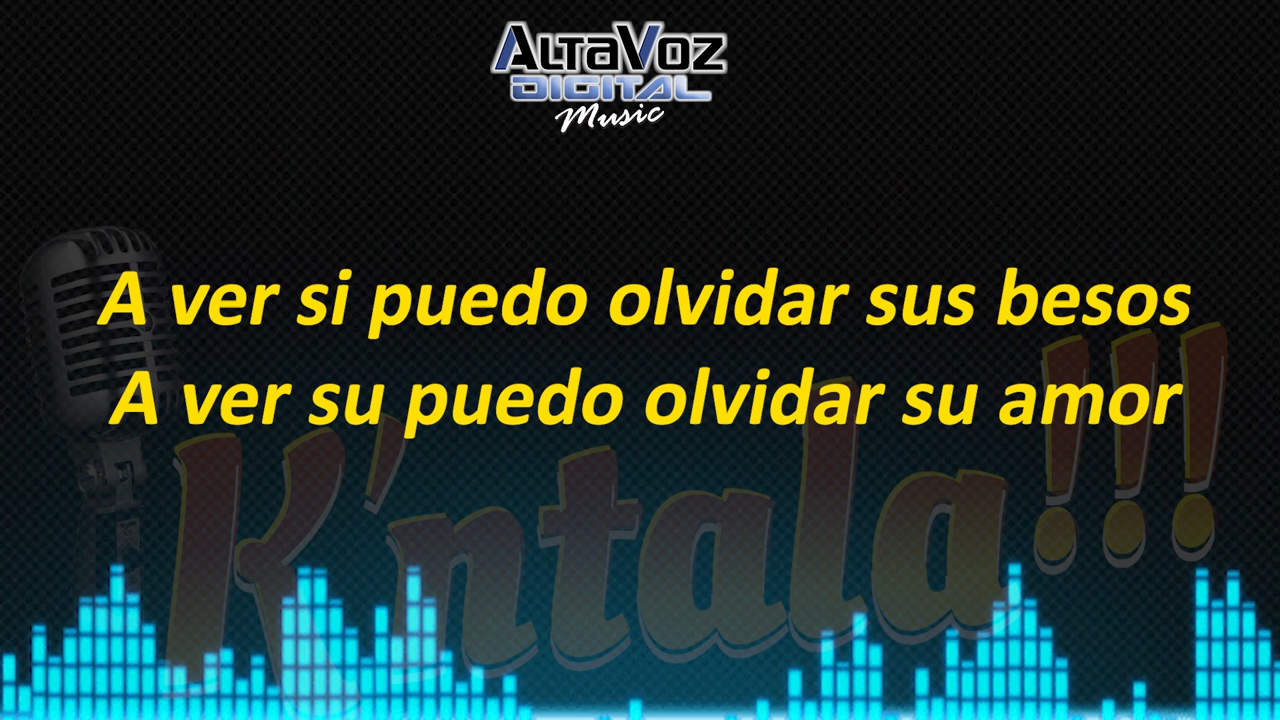 ALTAVOZ
DIGITAL
Music
A ver si puedo olvidar sus besos
A ver su puedo olvidar su amor
K'ntala!!!